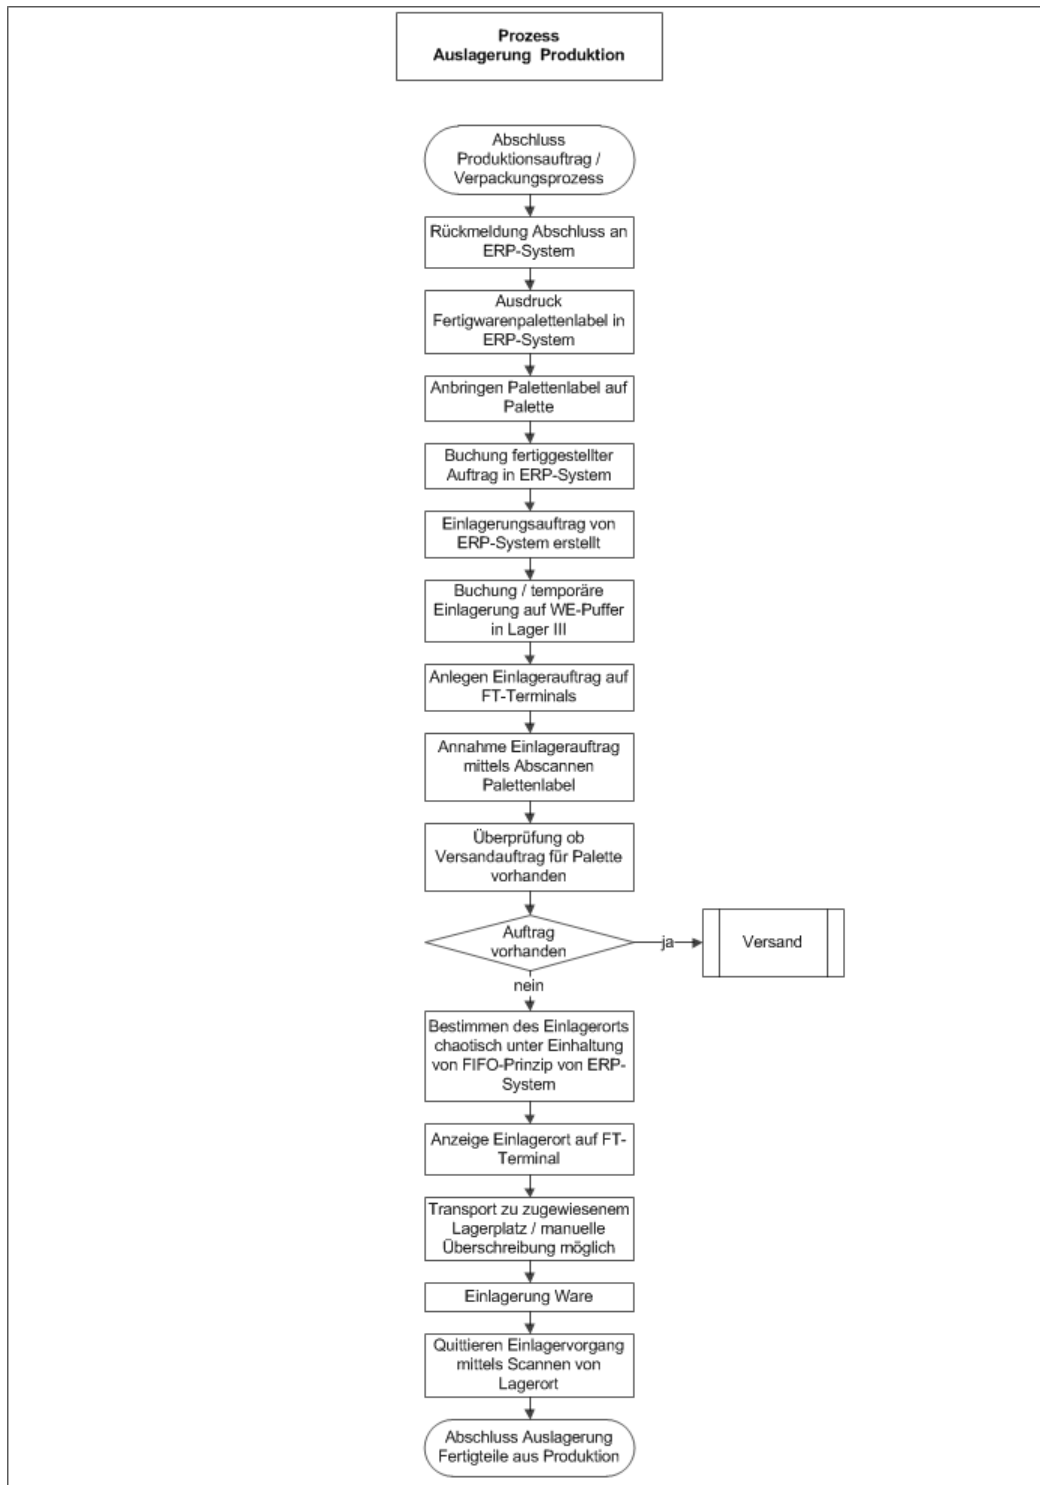 Prozess
Auslagerung Produktion
Abschluss
Produktionsauftrag /
Verpackungsprozess
Rückmeldung Abschluss an
ERP-System
Ausdruck
Fertigwarenpalettenlabel in
ERP-System
Anbringen Palettenlabel auf
Palette
Buchung fertiggestellter
Auftrag in ERP-System
Einlagerungsauftrag von
ERP-System erstellt
Buchung / temporäre
Einlagerung auf WE-Puffer
in Lager III
Anlegen Einlagerauftrag auf
FT-Terminals
Annahme Einlagerauftrag
mittels Abscannen
Palettenlabel
Überprüfung ob
Versandauftrag für Palette
vorhanden
Auftrag
vorhanden
ja
Versand
nein
Bestimmen des Einlagerorts
chaotisch unter Einhaltung
von FIFO-Prinzip von ERP-
System
Anzeige Einlagerort auf FT-
Terminal
Transport zu zugewiesenem
Lagerplatz / manuelle
Überschreibung möglich
Einlagerung Ware
Quittieren Einlagervorgang
mittels Scannen von
Lagerort
Abschluss Auslagerung
Fertigteile aus Produktion